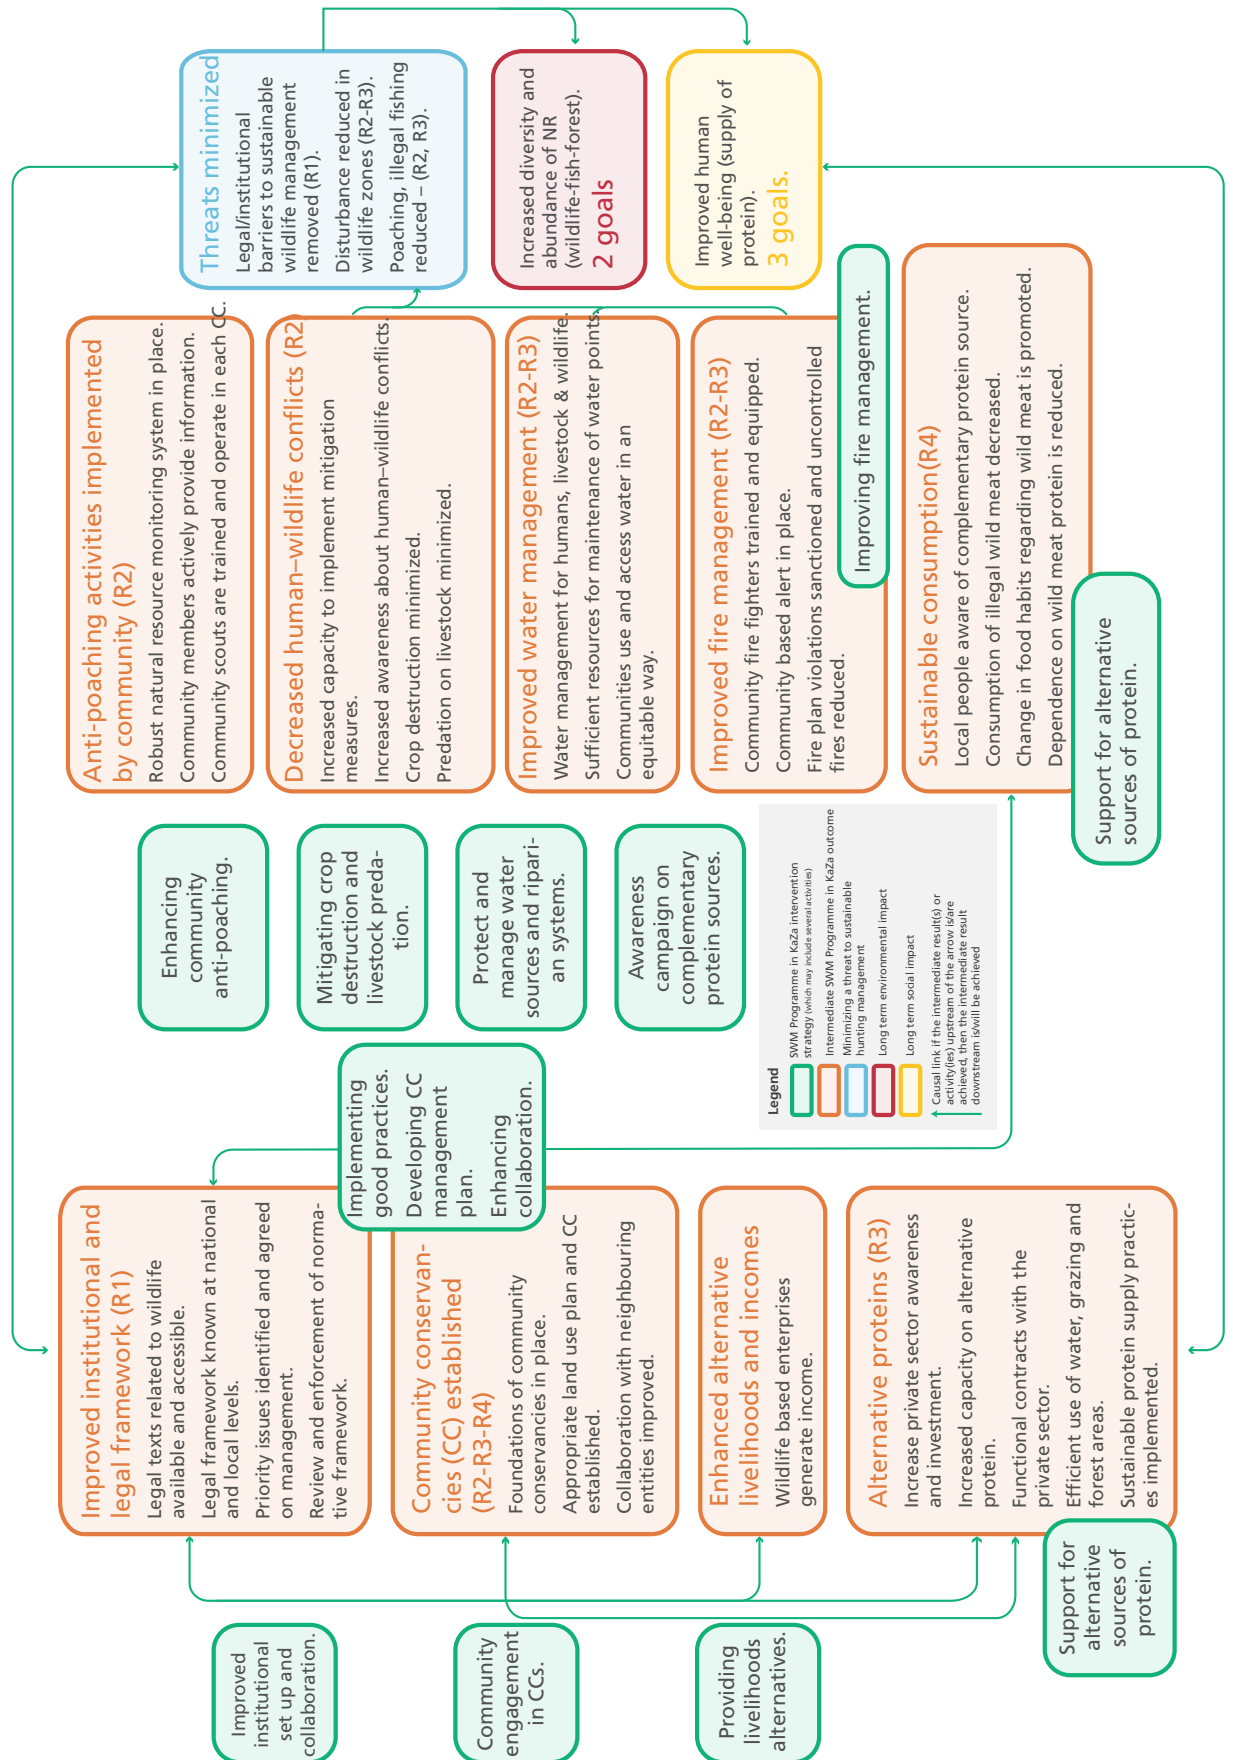 Improved
institutional
set up and
collaboration.
Community
engagement
in CCs.
Providing
livelihoods
alternatives.
Support for
alternative
sources of
protein.
Improved institutional and
legal framework (R1)
Legal texts related to wildlife
available and accessible.
Legal framework known at national
and local levels.
Priority issues identified and agreed
on management.
Review and enforcement of norma-
tive framework.
Community conservan-
cies (CC) established
(R2-R3-R4)
Foundations of community
conservances in place.
Appropriate land use plan and CC
established.
Collaboration with neighbouring
entities improved.
Enhanced alternative
livelihoods and incomes
Wildlife based enterprises
generate income.
Alternative proteins (R3)
Increase private sector awareness
and investment.
Increased capacity on alternative
protein.
Functional contracts with the
private sector.
Efficient use of water, grazing and
forest areas.
Sustainable protein supply practic-
es implemented.
Implementing
good practices.
Developing CC
management
plan.
Enhancing
collaboration.
Enhancing
community
anti-poaching.
Mitigating crop
destruction and
livestock preda-
tion.
Protect and
manage water
sources and ripari-
an systems.
Awareness
campaign on
complementary
protein sources.
Legend
SWM Programme in KaZa intervention
strategy (which may include several activities)
Intermediate SWM Programme in KaZa outcome
Minimizing a threat to sustainable
hunting management
Long term environmental impact
Long term social impact
Causal link if the intermediate result(s) or
activity(ies) upstream of the arrow is/are
achieved, then the intermediate result
downstream is/will be achieved
Anti-poaching activities implemented
by community (R2)
Robust natural resource monitoring system in place.
Community members actively provide information.
Community scouts are trained and operate in each CC.
Decreased human–wildlife conflicts (R2)
Increased capacity to implement mitigation
measures.
Increased awareness about human–wildlife conflicts.
Crop destruction minimized.
Predation on livestock minimized.
Improved water management (R2-R3)
Water management for humans, livestock & wildlife.
Sufficient resources for maintenance of water points.
Communities use and access water in an
equitable way.
Improved fire management (R2-R3)
Community fire fighters trained and equipped.
Community based alert in place.
Fire plan violations sanctioned and uncontrolled
fires reduced.
Improving fire management.
Sustainable consumption(R4)
Local people aware of complementary protein source.
Consumption of illegal wild meat decreased.
Change in food habits regarding wild meat is promoted.
Dependence on wild meat protein is reduced.
Support for alternative
sources of protein.
Threats minimized
Legal/institutional
barriers to sustainable
wildlife management
removed (R1).
Disturbance reduced in
wildlife zones (R2-R3).
Poaching, illegal fishing
reduced – (R2, R3).
Increased diversity and
abundance of NR
(wildlife-fish-forest).
2 goals
Improved human
well-being (supply of
protein).
3 goals.